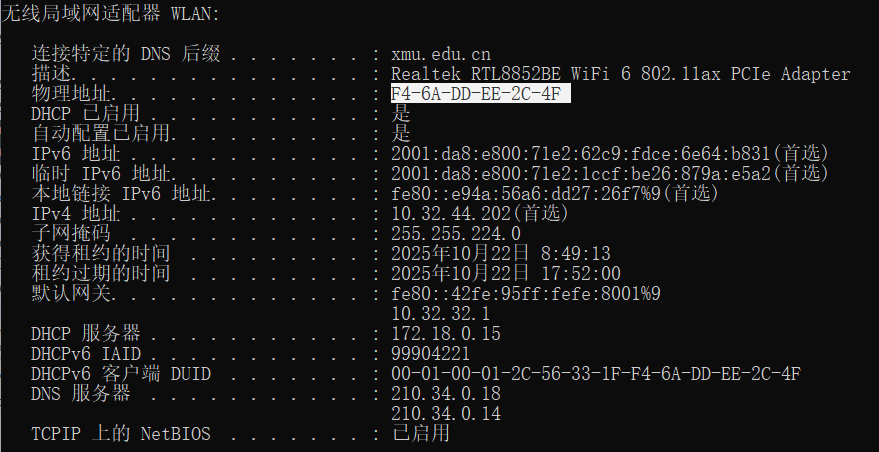 无线局域网适配器 WLAN:
连接特定的 DNS 后缀 . . . . . . . : xmu.edu.cn
描述. . . . . . . . . . . . . . . : Realtek RTL8852BE WiFi 6 802.11ax PCIe Adapter
物理地址. . . . . . . . . . . . . : F4-6A-DD-EE-2C-4F
DHCP 已启用 . . . . . . . . . . . : 是
自动配置已启用. . . . . . . . . . : 是
IPv6 地址 . . . . . . . . . . . . : 2001:da8:e800:71e2:62c9:fdce:6e64:b831(首选)
临时 IPv6 地址. . . . . . . . . . : 2001:da8:e800:71e2:1ccf:be26:879a:e5a2(首选)
本地链接 IPv6 地址. . . . . . . . : fe80::e94a:56a6:dd27:26f7%9(首选)
IPv4 地址 . . . . . . . . . . . . : 10.32.44.202(首选)
子网掩码 . . . . . . . . . . . . : 255.255.224.0
获得租约的时间 . . . . . . . . . : 2025年10月22日 8:49:13
租约过期的时间 . . . . . . . . . : 2025年10月22日 17:52:00
默认网关. . . . . . . . . . . . . : fe80::42fe:95ff:fefe:8001%9
10.32.32.1
DHCP 服务器 . . . . . . . . . . . : 172.18.0.15
DHCPv6 IAID . . . . . . . . . . . : 99904221
DHCPv6 客户端 DUID . . . . . . . : 00-01-00-01-2C-56-33-1F-F4-6A-DD-EE-2C-4F
DNS 服务器 . . . . . . . . . . . : 210.34.0.18
210.34.0.14
TCPIP 上的 NetBIOS . . . . . . . : 已启用